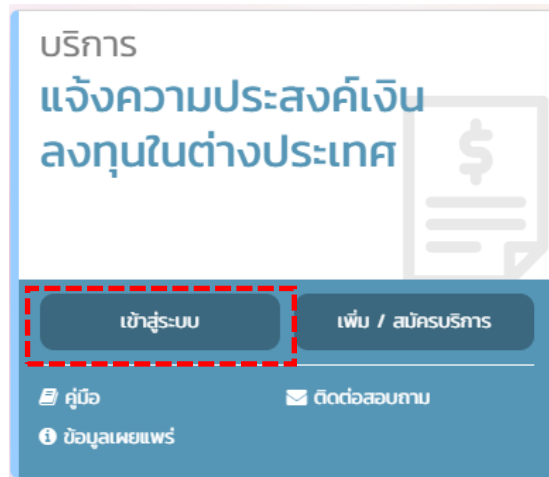 บริการ
แจ้งความประสงค์เงิน
ลงทุนในต่างประเทศ
$
เข้าสู่ระบบ
เพิ่ม / สมัครบริการ
คู่มือ
ติดต่อสอบถาม
ข้อมูลเผยแพร่